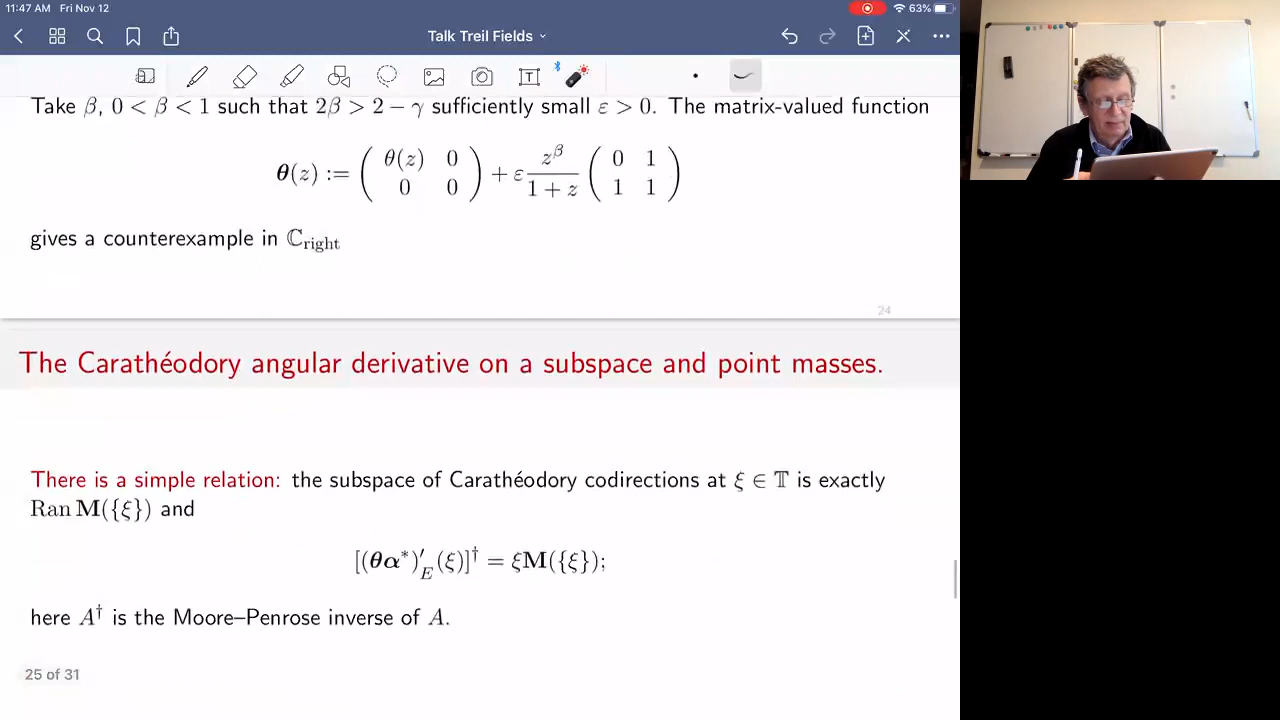 11:47 AM Fri Nov 12
63%
Talk Treil Fields
Take β, 0 < β < 1 such that 2β > 2 − γ sufficiently small ε > 0. The matrix-valued function
𝜽(z) := ( θ(z) 0 ; 0 0 ) + ε z^β / (1 + z) ( 0 1 ; 1 1 )
gives a counterexample in ℂ_right
24
The Carathéodory angular derivative on a subspace and point masses.
There is a simple relation: the subspace of Carathéodory codirections at ξ ∈ 𝕋 is exactly
Ran 𝐌({ξ}) and
[(𝜽𝜶*)′_E(ξ)]† = ξ𝐌({ξ});
here A† is the Moore–Penrose inverse of A.
25 of 31